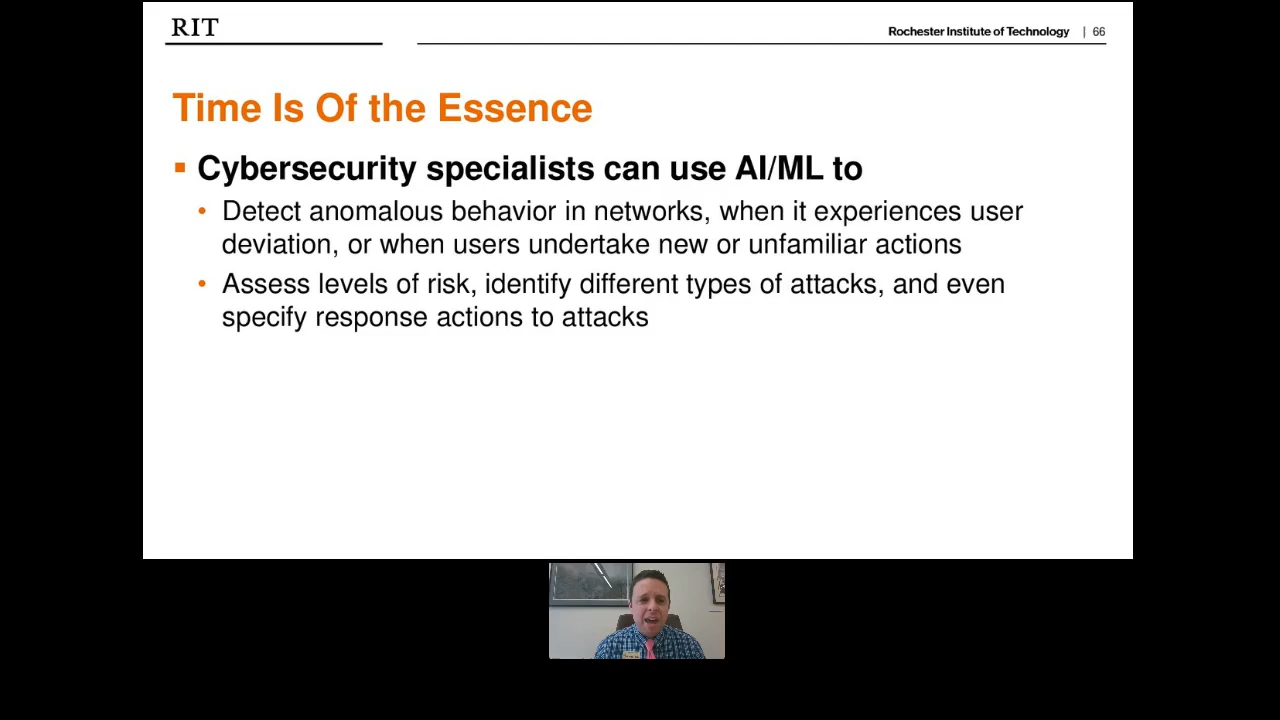 RIT
Rochester Institute of Technology | 66
Time Is Of the Essence
Cybersecurity specialists can use AI/ML to
Detect anomalous behavior in networks, when it experiences user
deviation, or when users undertake new or unfamiliar actions
Assess levels of risk, identify different types of attacks, and even
specify response actions to attacks